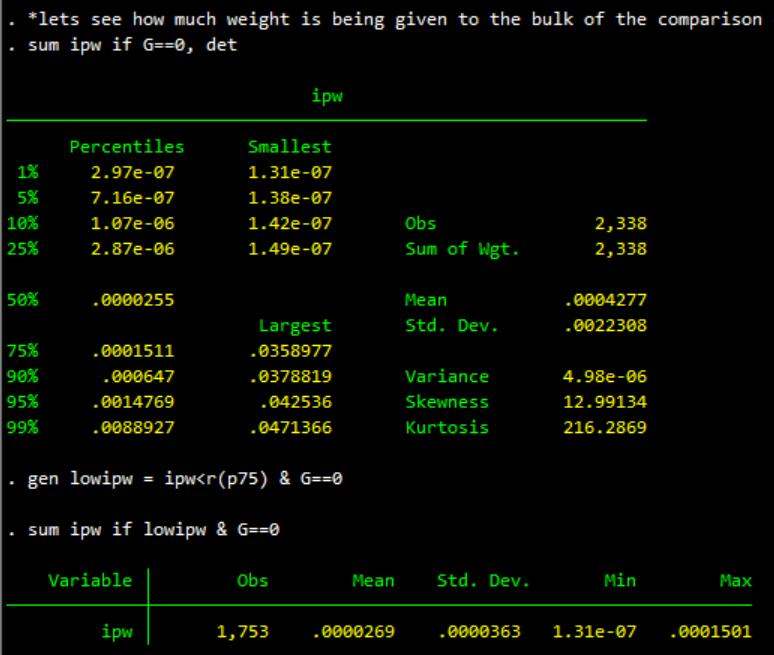 . *lets see how much weight is being given to the bulk of the comparison
. sum ipw if G==0, det
ipw
Percentiles Smallest
1% 2.97e-07 1.31e-07
5% 7.16e-07 1.38e-07
10% 1.07e-06 1.42e-07 Obs 2,338
25% 2.87e-06 1.49e-07 Sum of Wgt. 2,338
50% .0000255 Mean .0004277
Largest Std. Dev. .0022308
75% .0001511 .0358977
90% .000647 .0378819 Variance 4.98e-06
95% .0014769 .042536 Skewness 12.99134
99% .0088927 .0471366 Kurtosis 216.2869
. gen lowipw = ipw<r(p75) & G==0
. sum ipw if lowipw & G==0
Variable Obs Mean Std. Dev. Min Max
ipw 1,753 .0000269 .0000363 1.31e-07 .0001501